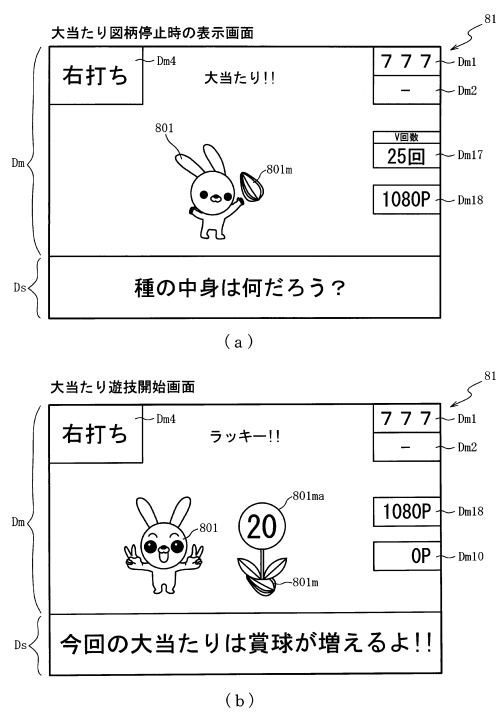 大当たり図柄停止時の表示画面
81
右打ち
Dm4
大当たり!!
7 7 7
Dm1
−
Dm2
Dm
801
801m
V回数
25回
Dm17
1080P
Dm18
Ds
種の中身は何だろう？
(a)
大当たり遊技開始画面
81
右打ち
Dm4
ラッキー!!
7 7 7
Dm1
−
Dm2
Dm
801
801ma
20
801m
1080P
Dm18
0P
Dm10
Ds
今回の大当たりは賞球が増えるよ!!
(b)